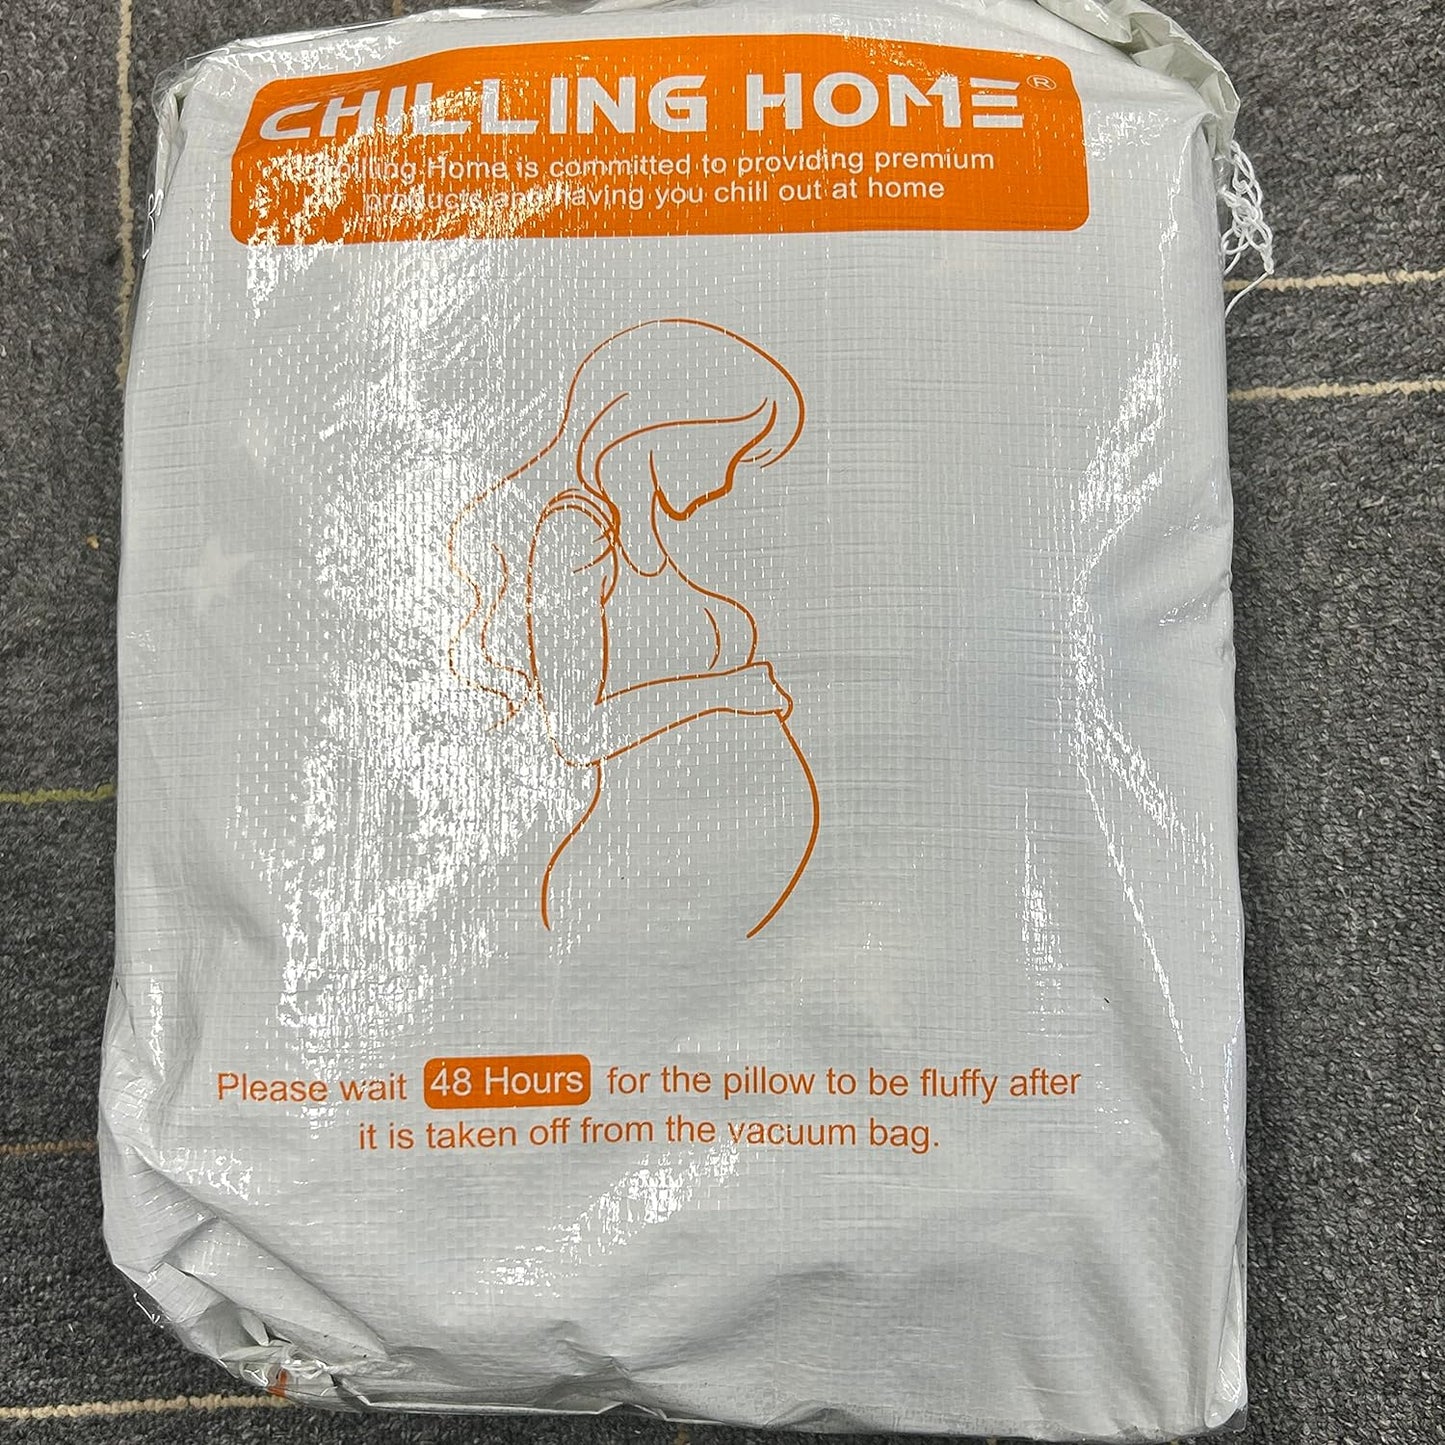 CHILLING HOME®
Chilling Home is committed to providing premium
products and having you chill out at home
Please wait 48 Hours for the pillow to be fluffy after
it is taken off from the vacuum bag.